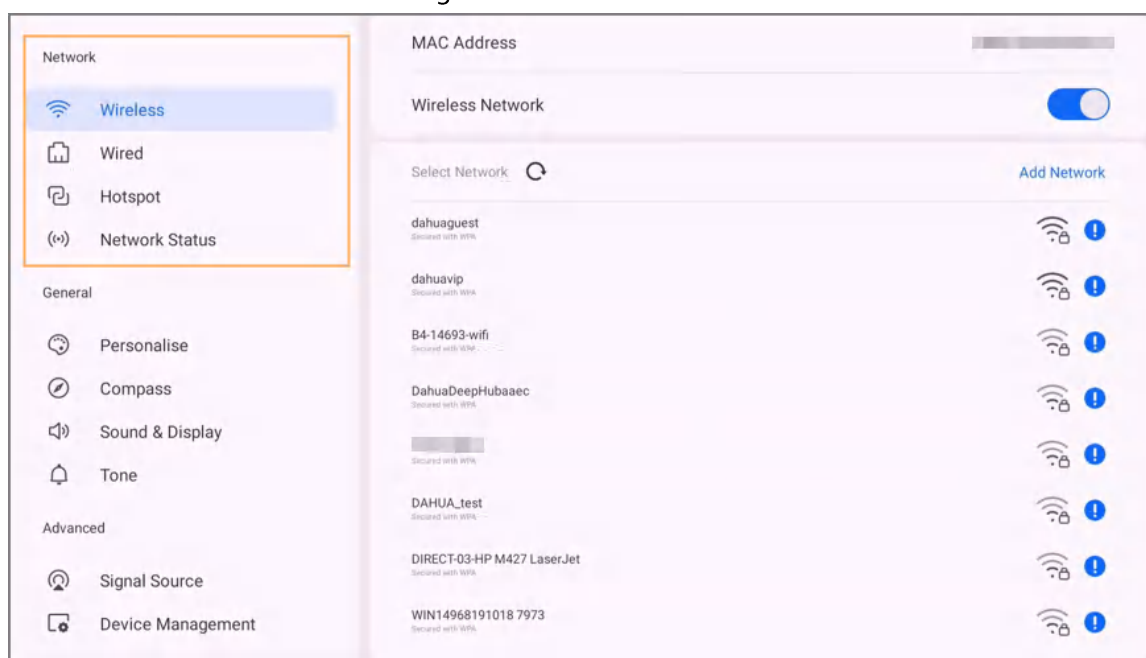 Network
Wireless
Wired
Hotspot
Network Status
General
Personalise
Compass
Sound & Display
Tone
Advanced
Signal Source
Device Management
MAC Address
Wireless Network
Select Network
Add Network
dahuaguest
Secured with WPA
dahuavip
Secured with WPA
B4-14693-wifi
Secured with WPA
DahuaDeepHubaaec
Secured with WPA
Secured with WPA
DAHUA_test
Secured with WPA
DIRECT-03-HP M427 LaserJet
Secured with WPA
WIN14968191018 7973
Secured with WPA